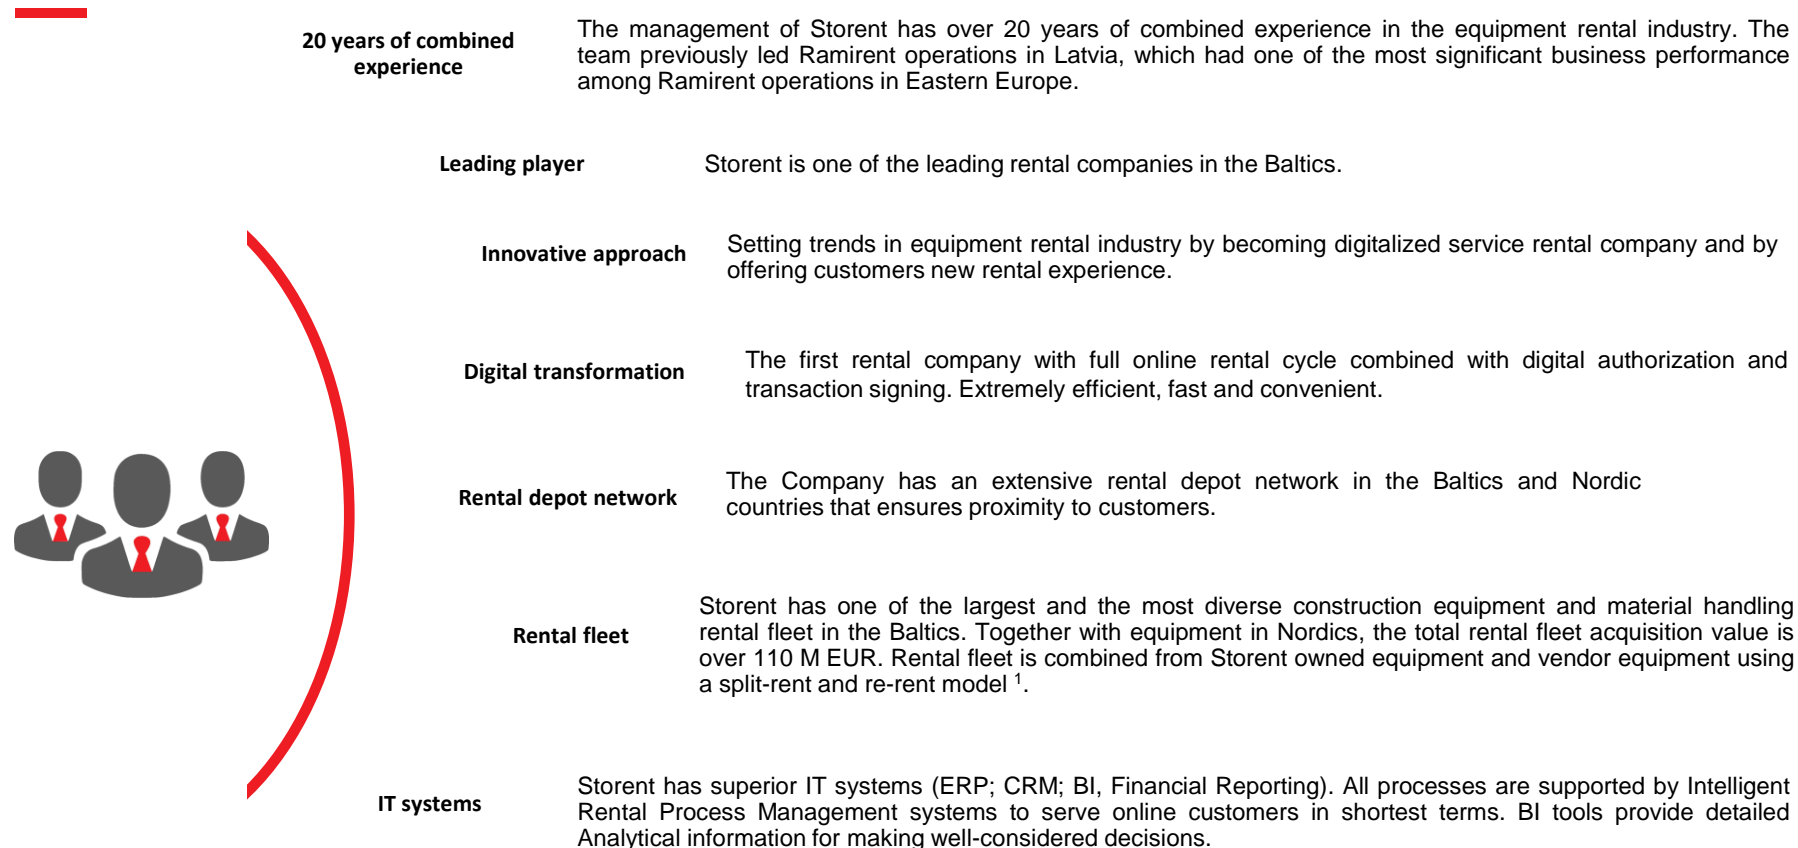 20 years of combined
experience
The management of Storent has over 20 years of combined experience in the equipment rental industry. The
team previously led Ramirent operations in Latvia, which had one of the most significant business performance
among Ramirent operations in Eastern Europe.
Leading player
Storent is one of the leading rental companies in the Baltics.
Innovative approach
Setting trends in equipment rental industry by becoming digitalized service rental company and by
offering customers new rental experience.
Digital transformation
The first rental company with full online rental cycle combined with digital authorization and
transaction signing. Extremely efficient, fast and convenient.
Rental depot network
The Company has an extensive rental depot network in the Baltics and Nordic
countries that ensures proximity to customers.
Rental fleet
Storent has one of the largest and the most diverse construction equipment and material handling
rental fleet in the Baltics. Together with equipment in Nordics, the total rental fleet acquisition value is
over 110 M EUR. Rental fleet is combined from Storent owned equipment and vendor equipment using
a split-rent and re-rent model ¹.
IT systems
Storent has superior IT systems (ERP; CRM; BI, Financial Reporting). All processes are supported by Intelligent
Rental Process Management systems to serve online customers in shortest terms. BI tools provide detailed
Analytical information for making well-considered decisions.